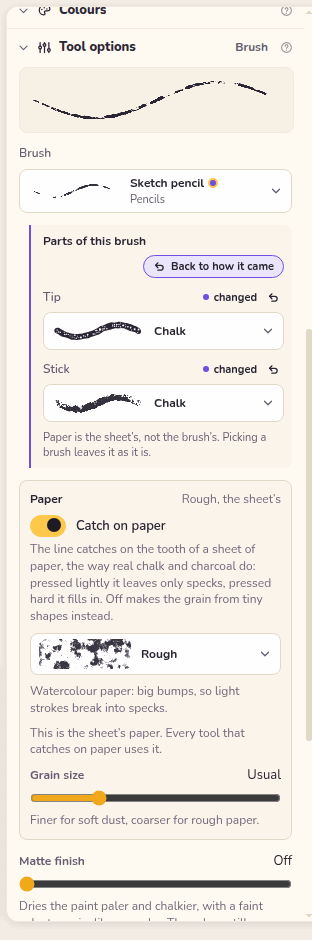 Colours
Tool options
Brush
Brush
Sketch pencil
Pencils
Parts of this brush
Back to how it came
Tip
changed
Chalk
Stick
changed
Chalk
Paper is the sheet's, not the brush's. Picking a
brush leaves it as it is.
Paper
Rough, the sheet's
Catch on paper
The line catches on the tooth of a sheet of
paper, the way real chalk and charcoal do:
pressed lightly it leaves only specks, pressed
hard it fills in. Off makes the grain from tiny
shapes instead.
Rough
Watercolour paper: big bumps, so light
strokes break into specks.
This is the sheet's paper. Every tool that
catches on paper uses it.
Grain size
Usual
Finer for soft dust, coarser for rough paper.
Matte finish
Off
Dries the paint paler and chalkier, with a faint